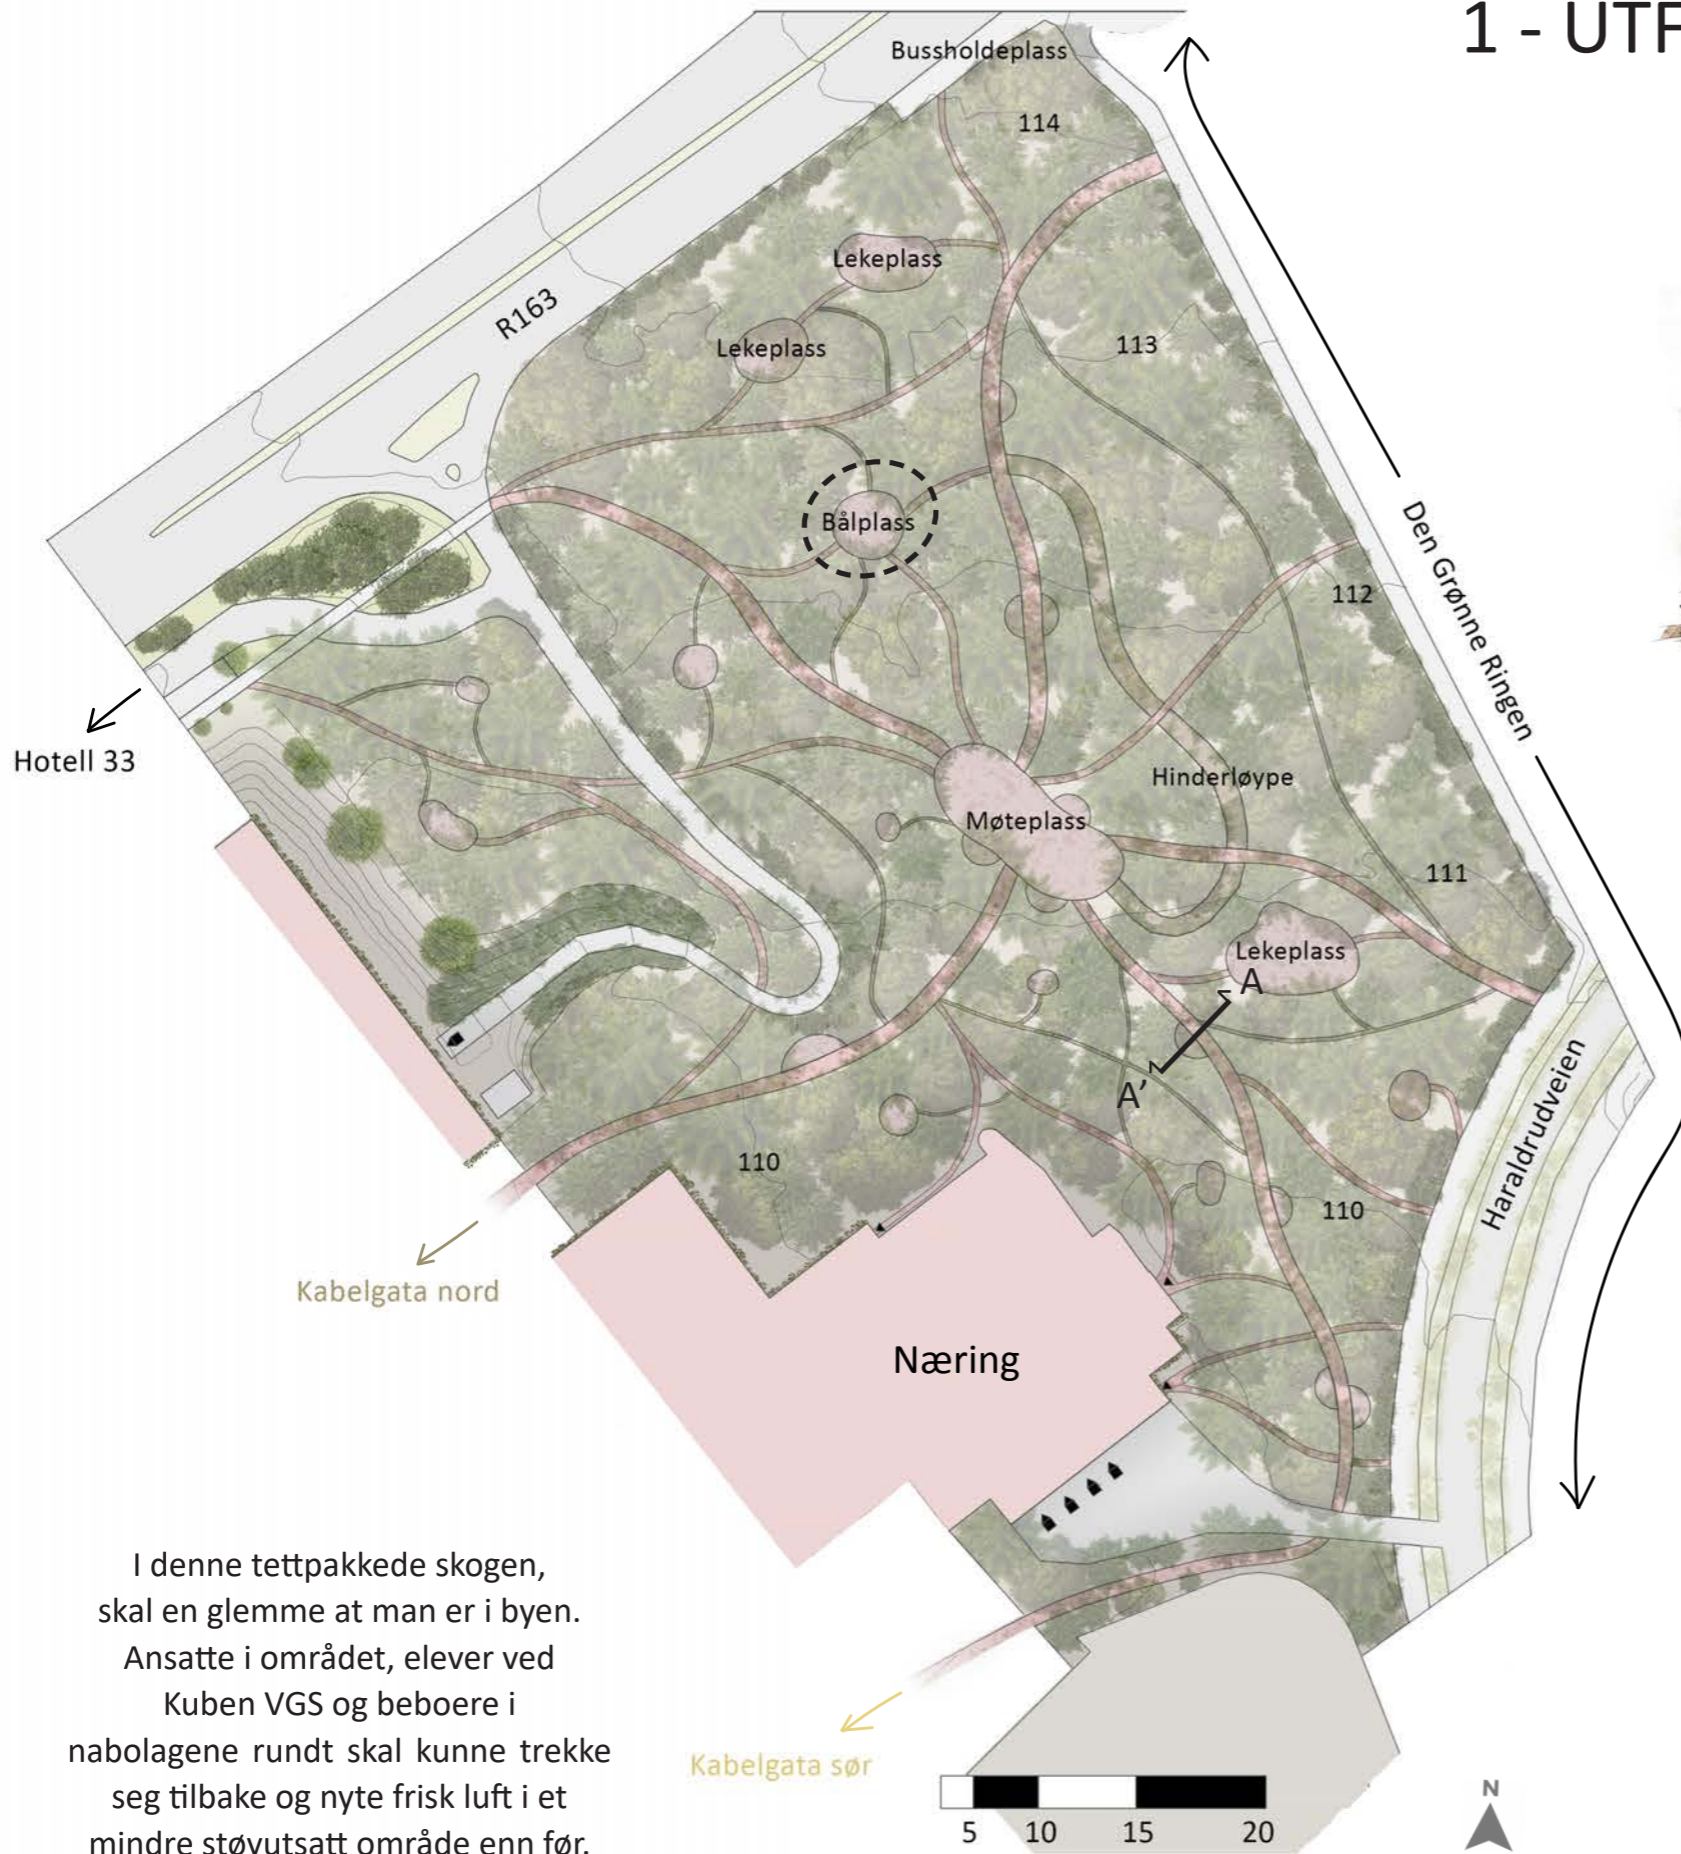 1 - UTF
Bussholdeplass
114
Lekeplass
R163
Lekeplass
113
Bålplass
Den Grønne Ringen
112
Hotell 33
Hinderløype
Møteplass
111
Lekeplass
A
A'
Haraldrudveien
110
110
Kabelgata nord
Næring
I denne tettpakkede skogen,
skal en glemme at man er i byen.
Ansatte i området, elever ved
Kuben VGS og beboere i
nabolagene rundt skal kunne trekke
seg tilbake og nyte frisk luft i et
mindre støvutsatt område enn før.
Kabelgata sør
5 10 15 20
N